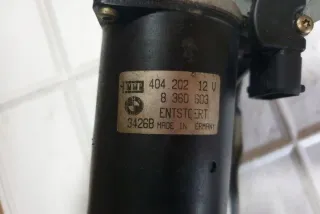 404.202 12 V
8 360 603
ENTSTOERT
3426B MADE IN GERMANY